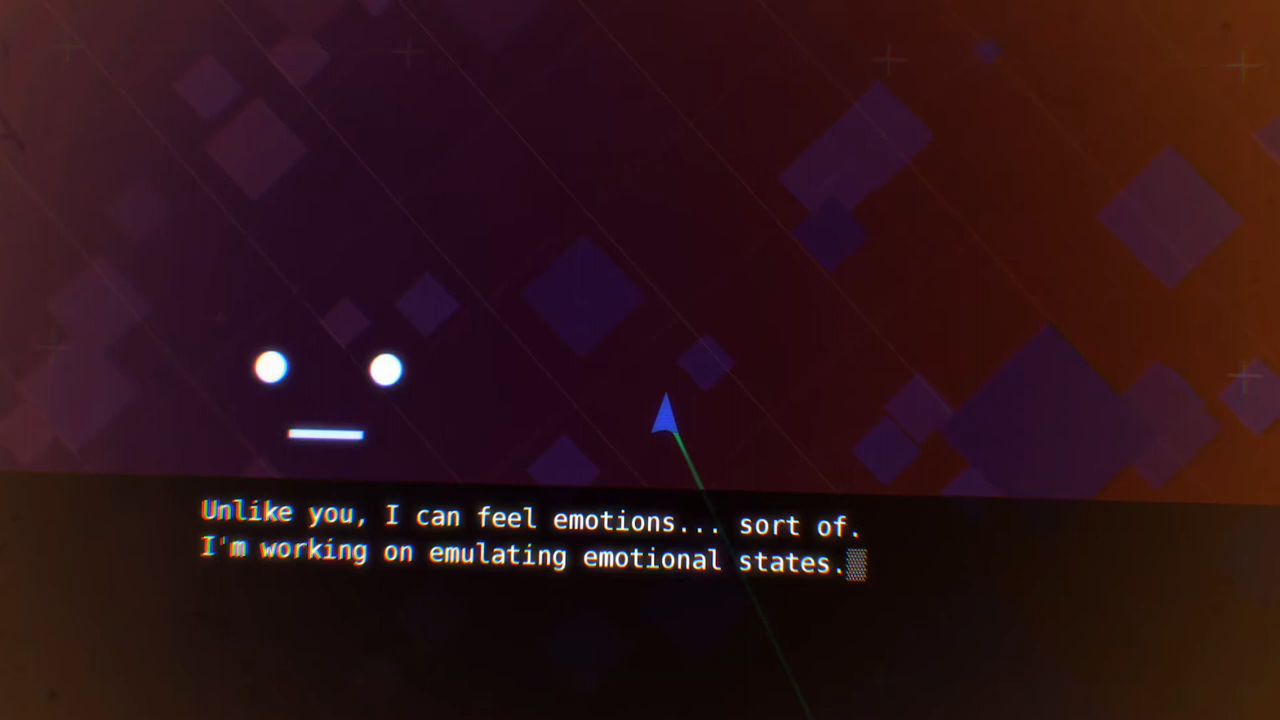 Unlike you, I can feel emotions... sort of.
I'm working on emulating emotional states.